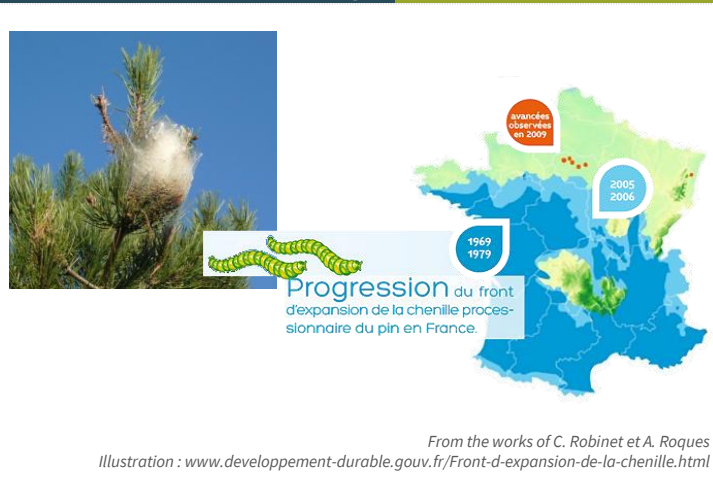 avancées
observées
en 2009
2005
2006
1969
1979
Progression du front
d'expansion de la chenille proces-
sionnaire du pin en France.
From the works of C. Robinet et A. Roques
Illustration : www.developpement-durable.gouv.fr/Front-d-expansion-de-la-chenille.html